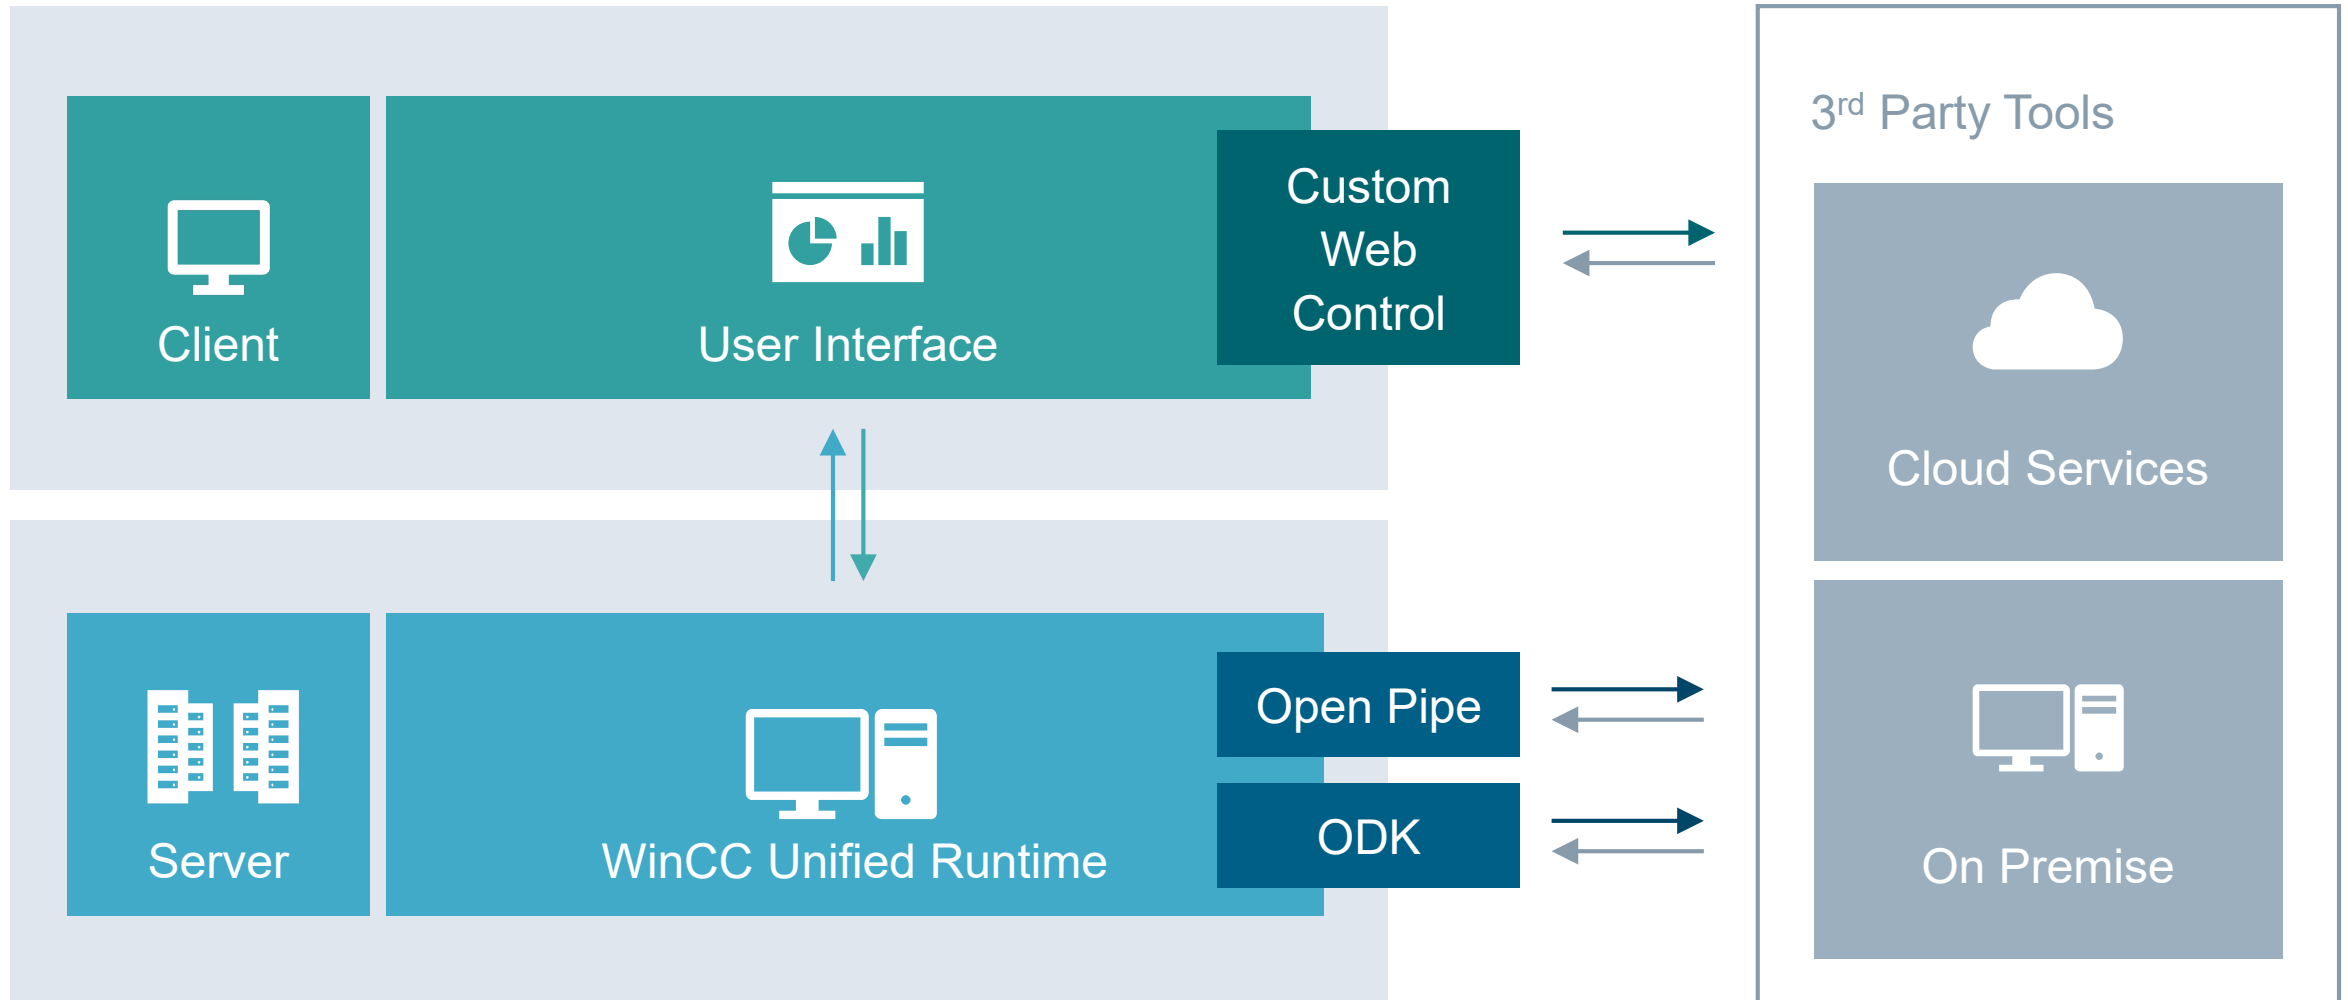 Client
User Interface
Custom
Web
Control
3rd Party Tools
Cloud Services
Server
WinCC Unified Runtime
Open Pipe
ODK
On Premise